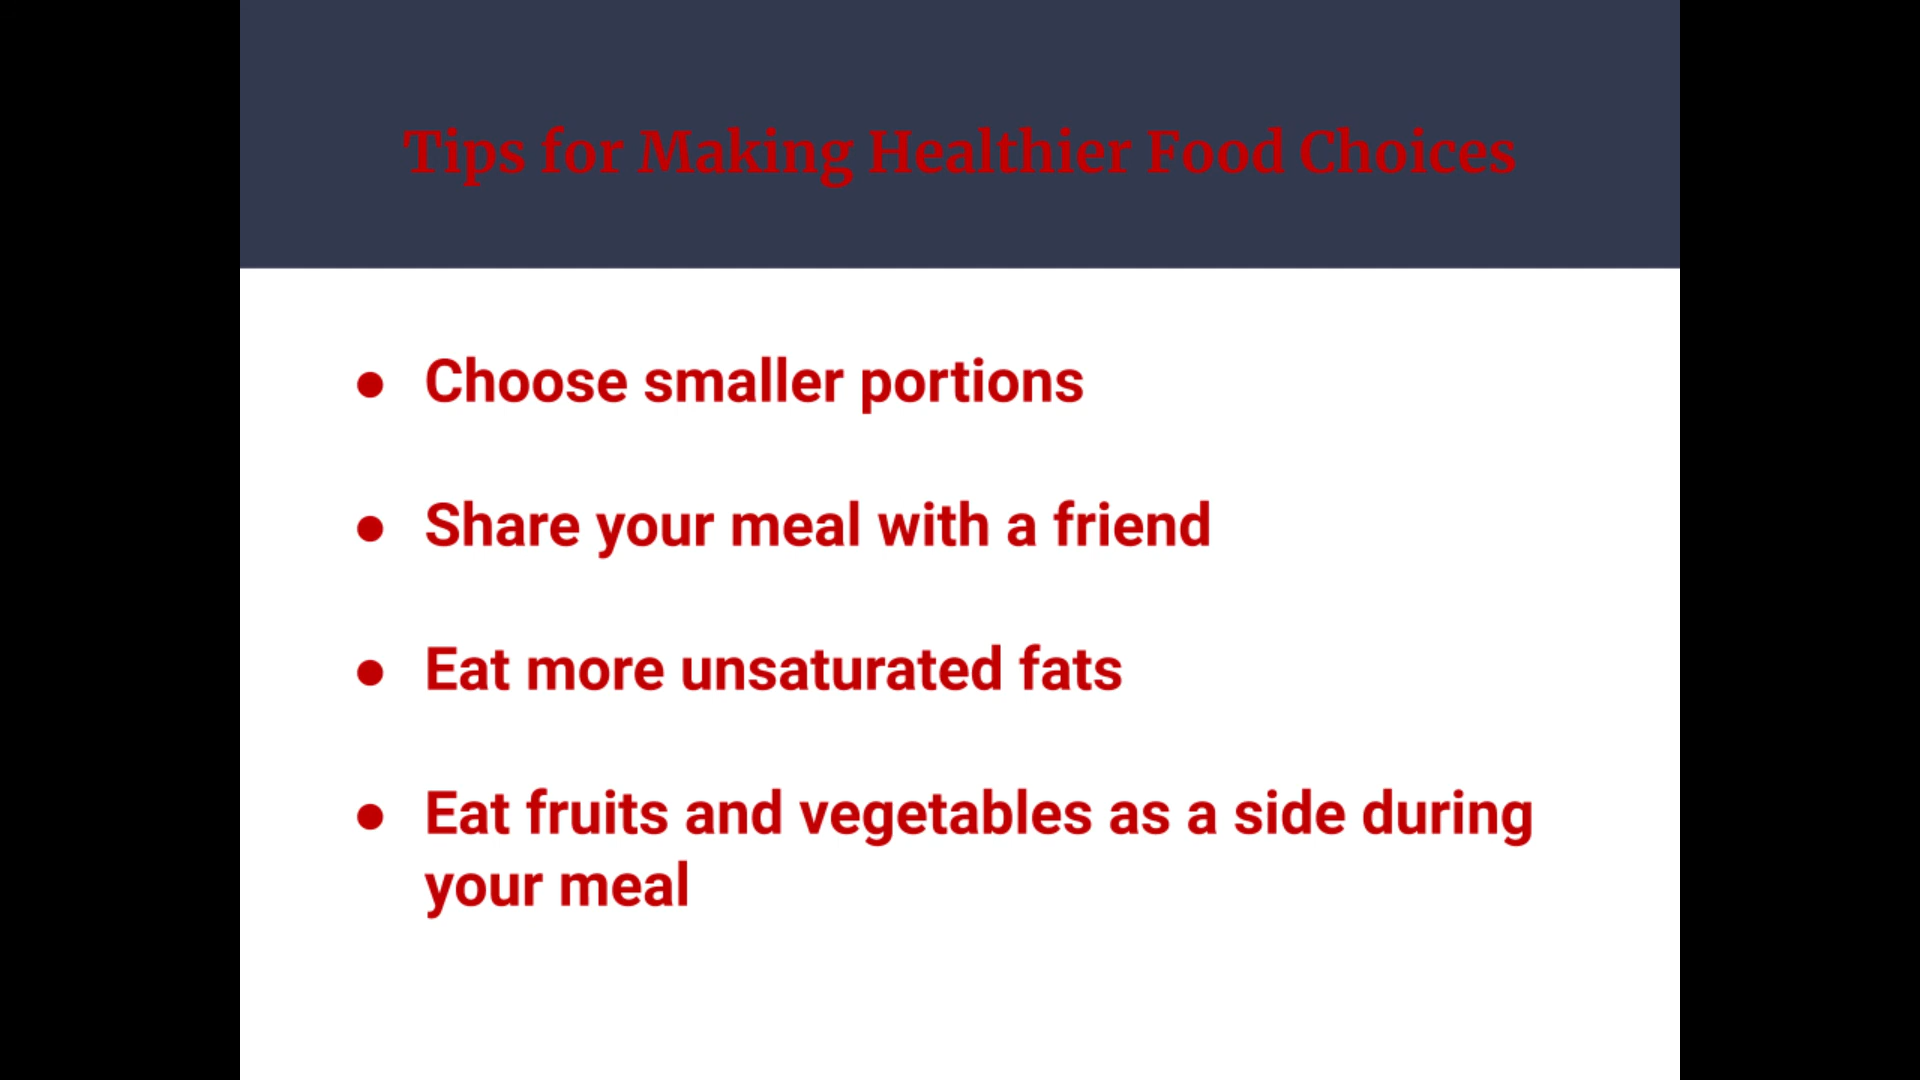 Tips for Making Healthier Food Choices
● Choose smaller portions
● Share your meal with a friend
● Eat more unsaturated fats
● Eat fruits and vegetables as a side during
your meal